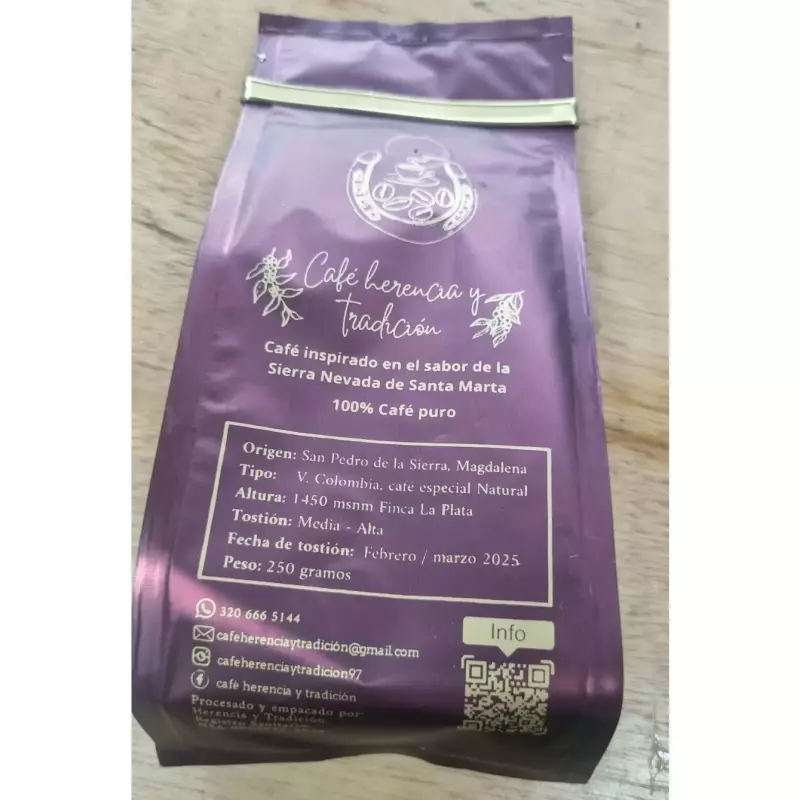 Café herencia y
tradición
Café inspirado en el sabor de la
Sierra Nevada de Santa Marta
100% Café puro
Origen: San Pedro de la Sierra, Magdalena
Tipo: V. Colombia, café especial Natural
Altura: 1450 msnm Finca La Plata
Tostión: Media - Alta
Fecha de tostión: Febrero / marzo 2025
Peso: 250 gramos
320 666 5144
cafeherenciaytradición@gmail.com
cafeherenciaytradicion97
café herencia y tradición
Info
Procesado y empacado por:
Herencia y Tradición
Registro Sanitario